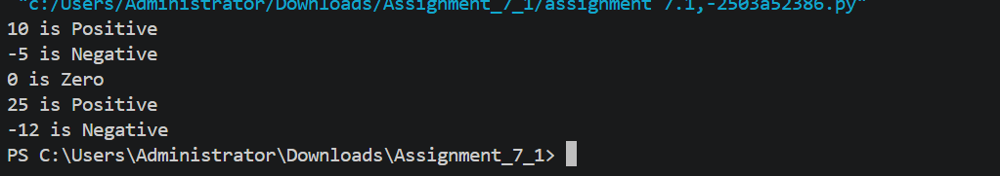 "c:/Users/Administrator/Downloads/Assignment_7_1/assignment 7.1,-2503a52386.py"
10 is Positive
-5 is Negative
0 is Zero
25 is Positive
-12 is Negative
PS C:\Users\Administrator\Downloads\Assignment_7_1>